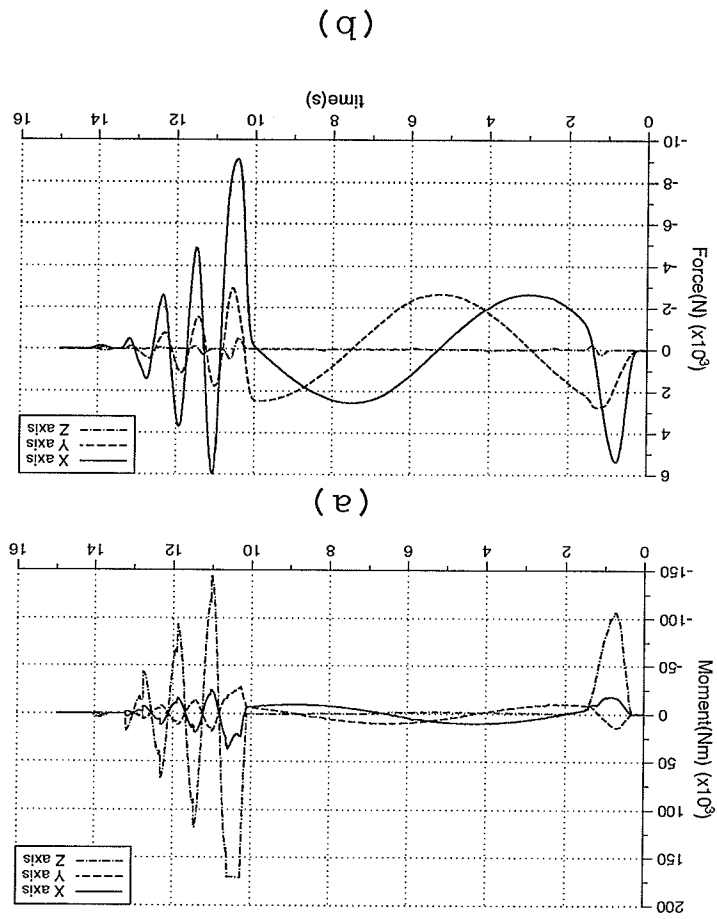 200
150
100
50
0
-50
-100
-150
Moment(Nm) (x10³)
X axis
Y axis
Z axis
0 2 4 6 8 10 12 14 16
(a)
6
4
2
0
-2
-4
-6
-8
-10
Force(N) (x10³)
X axis
Y axis
Z axis
0 2 4 6 8 10 12 14 16
time(s)
(b)